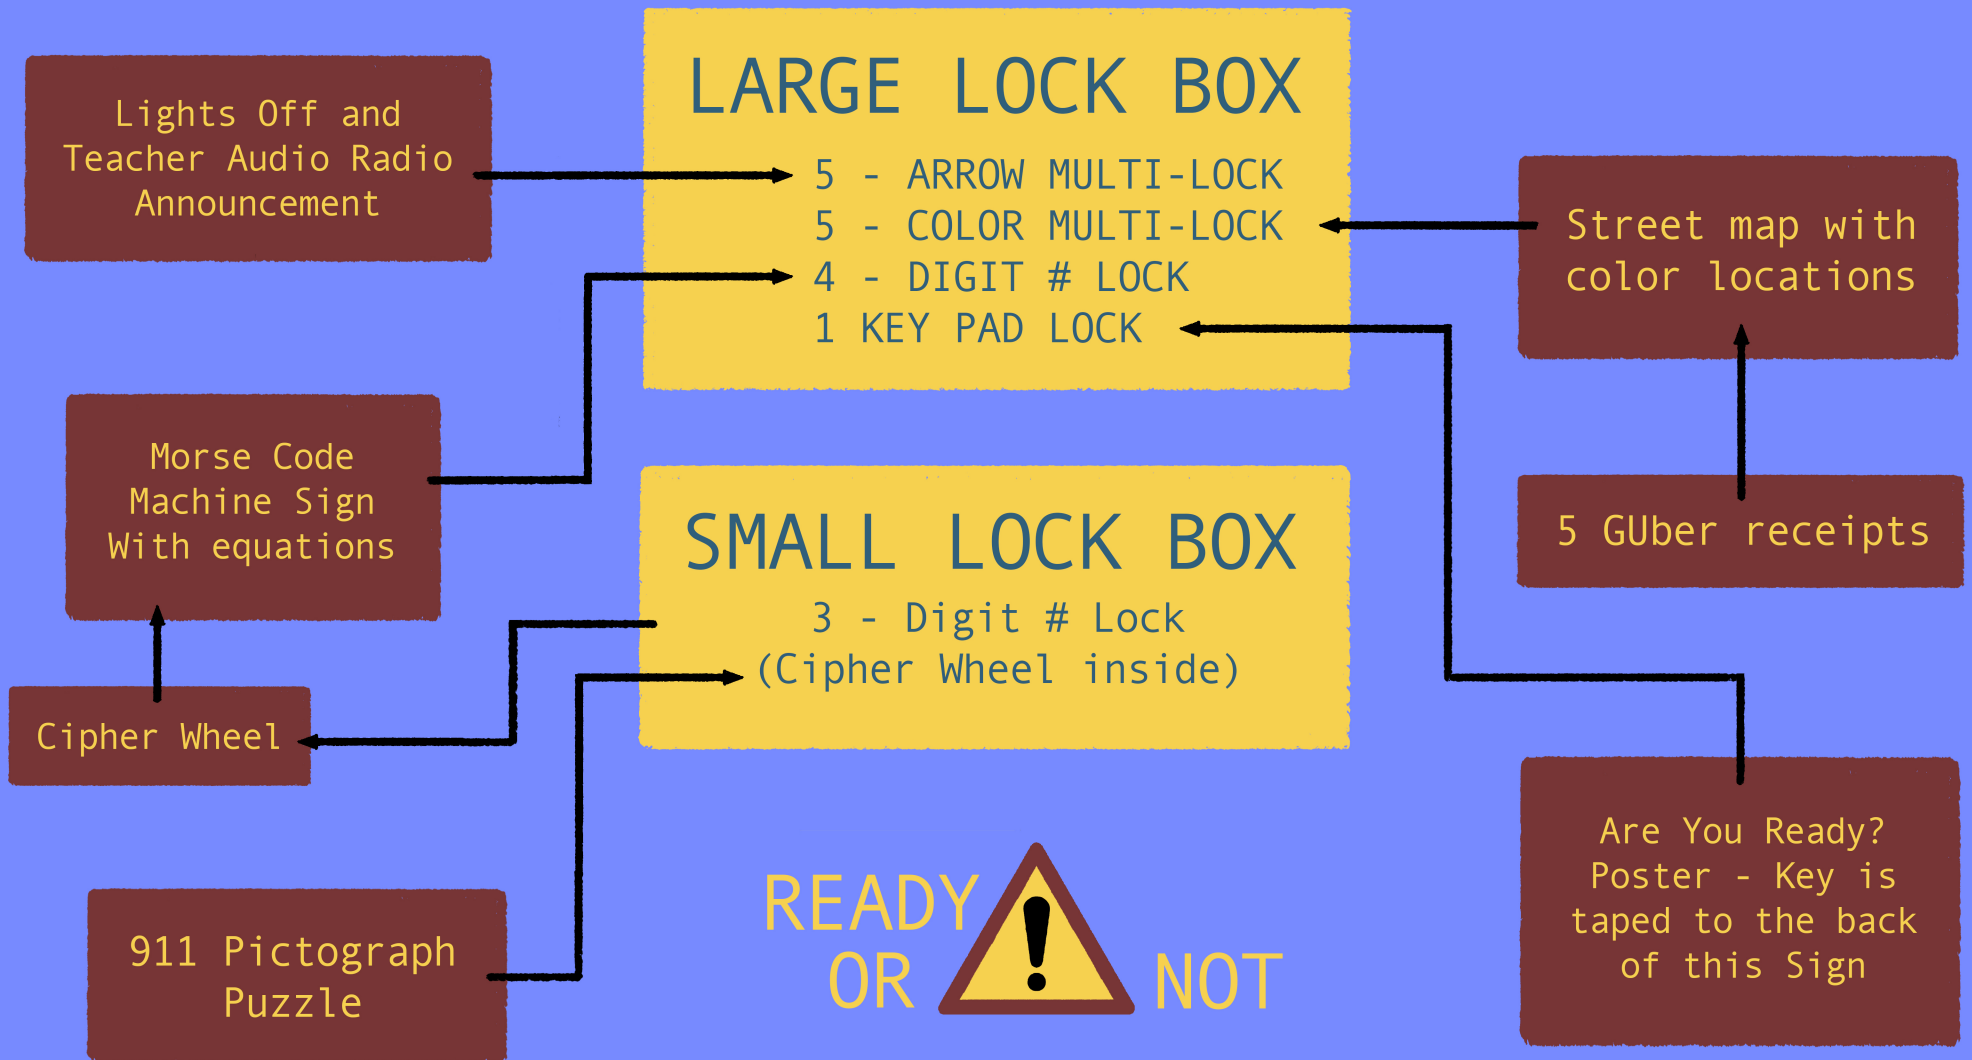 LARGE LOCK BOX
5 - ARROW MULTI-LOCK
5 - COLOR MULTI-LOCK
4 - DIGIT # LOCK
1 KEY PAD LOCK
Lights Off and
Teacher Audio Radio
Announcement
Street map with
color locations
Morse Code
Machine Sign
With equations
SMALL LOCK BOX
3 - Digit # Lock
(Cipher Wheel inside)
5 GUber receipts
Cipher Wheel
911 Pictograph
Puzzle
READY
OR NOT
Are You Ready?
Poster - Key is
taped to the back
of this Sign